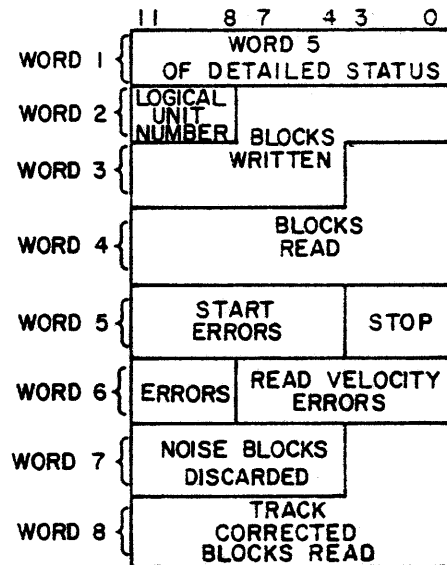 11 8 7 4 3 0
WORD 1
WORD 5
OF DETAILED STATUS
WORD 2
LOGICAL
UNIT
NUMBER
BLOCKS
WRITTEN
WORD 3
WORD 4
BLOCKS
READ
WORD 5
START
ERRORS
STOP
WORD 6
ERRORS
READ VELOCITY
ERRORS
WORD 7
NOISE BLOCKS
DISCARDED
WORD 8
TRACK
CORRECTED
BLOCKS READ